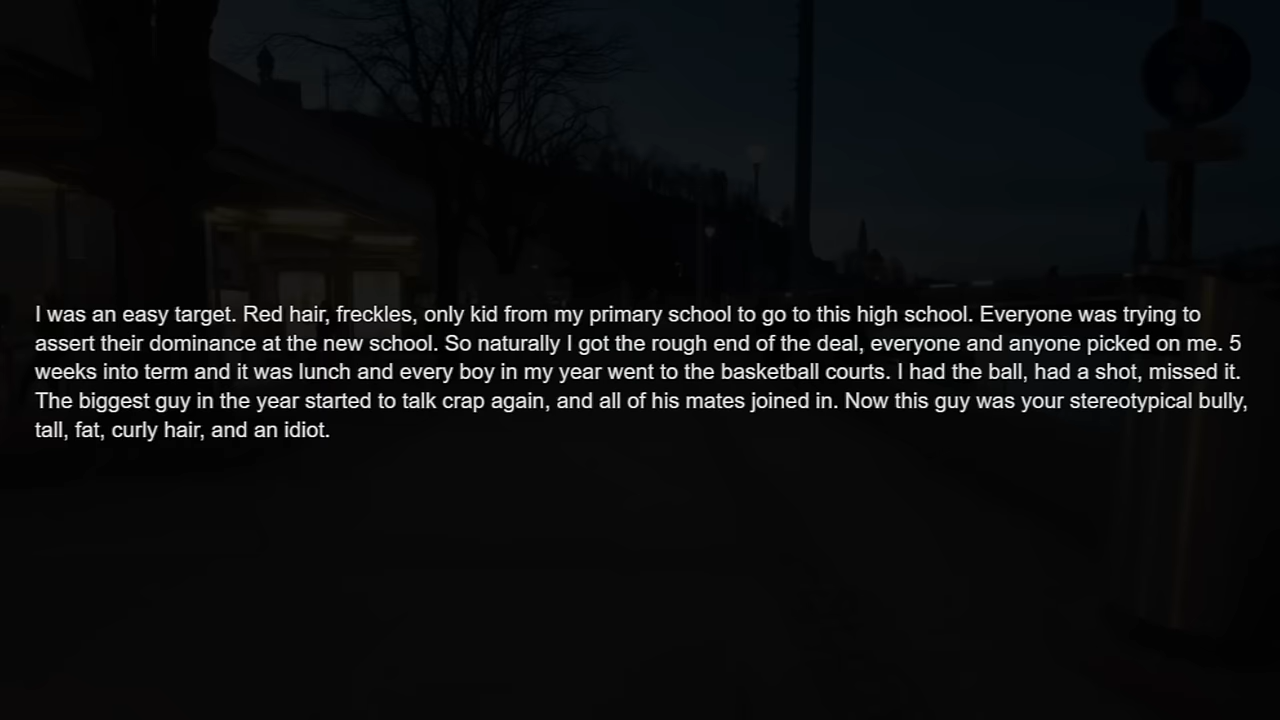 I was an easy target. Red hair, freckles, only kid from my primary school to go to this high school. Everyone was trying to
assert their dominance at the new school. So naturally I got the rough end of the deal, everyone and anyone picked on me. 5
weeks into term and it was lunch and every boy in my year went to the basketball courts. I had the ball, had a shot, missed it.
The biggest guy in the year started to talk crap again, and all of his mates joined in. Now this guy was your stereotypical bully,
tall, fat, curly hair, and an idiot.